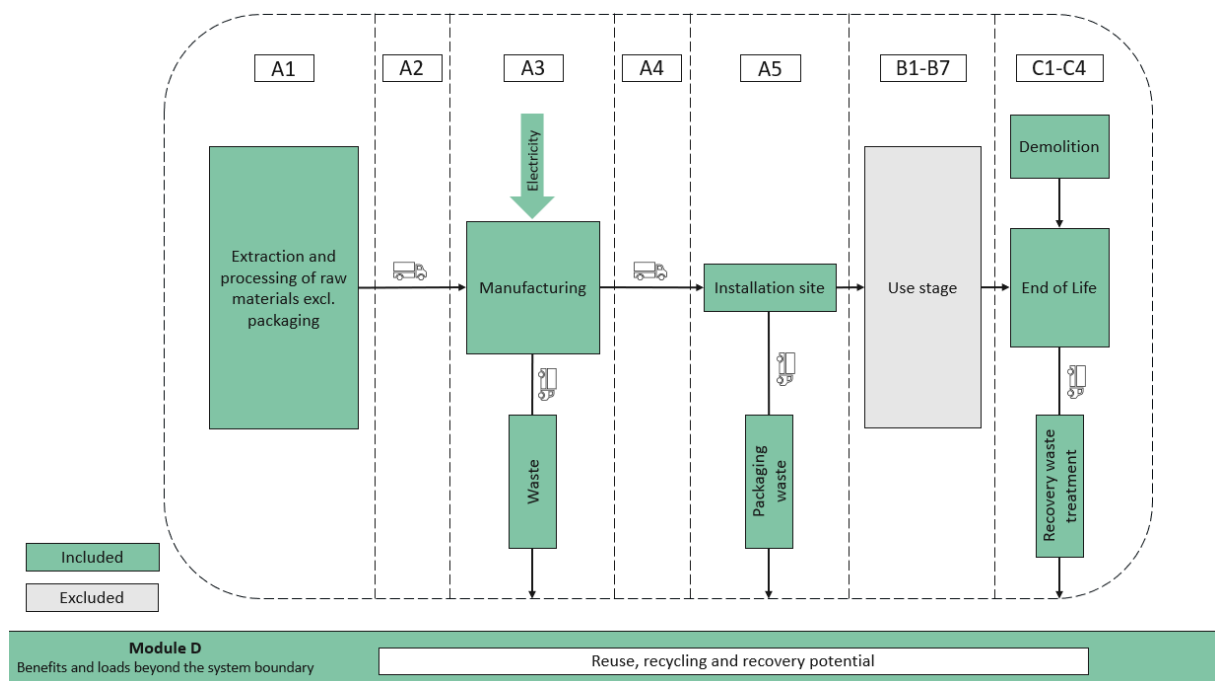 A1
A2
A3
A4
A5
B1-B7
C1-C4
Electricity
Demolition
Extraction and
processing of raw
materials excl.
packaging
Manufacturing
Installation site
Use stage
End of Life
Waste
Packaging
waste
Recovery waste
treatment
Included
Excluded
Module D
Benefits and loads beyond the system boundary
Reuse, recycling and recovery potential